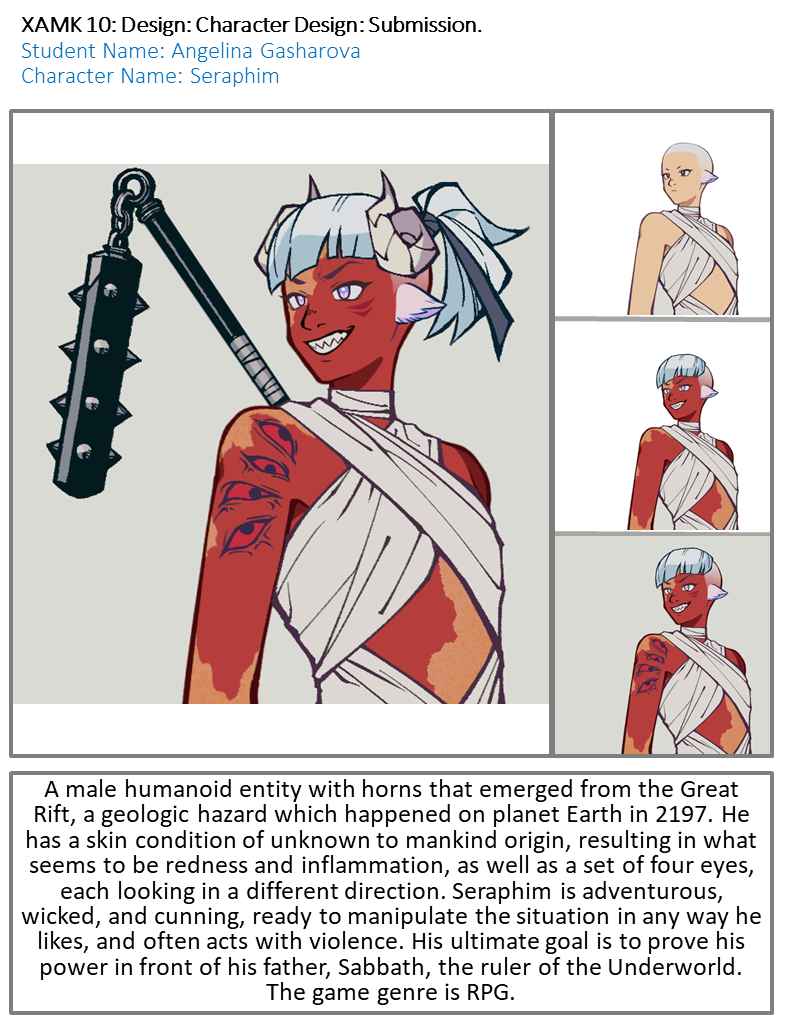 XAMK 10: Design: Character Design: Submission.
Student Name: Angelina Gasharova
Character Name: Seraphim
A male humanoid entity with horns that emerged from the Great
Rift, a geologic hazard which happened on planet Earth in 2197. He
has a skin condition of unknown to mankind origin, resulting in what
seems to be redness and inflammation, as well as a set of four eyes,
each looking in a different direction. Seraphim is adventurous,
wicked, and cunning, ready to manipulate the situation in any way he
likes, and often acts with violence. His ultimate goal is to prove his
power in front of his father, Sabbath, the ruler of the Underworld.
The game genre is RPG.